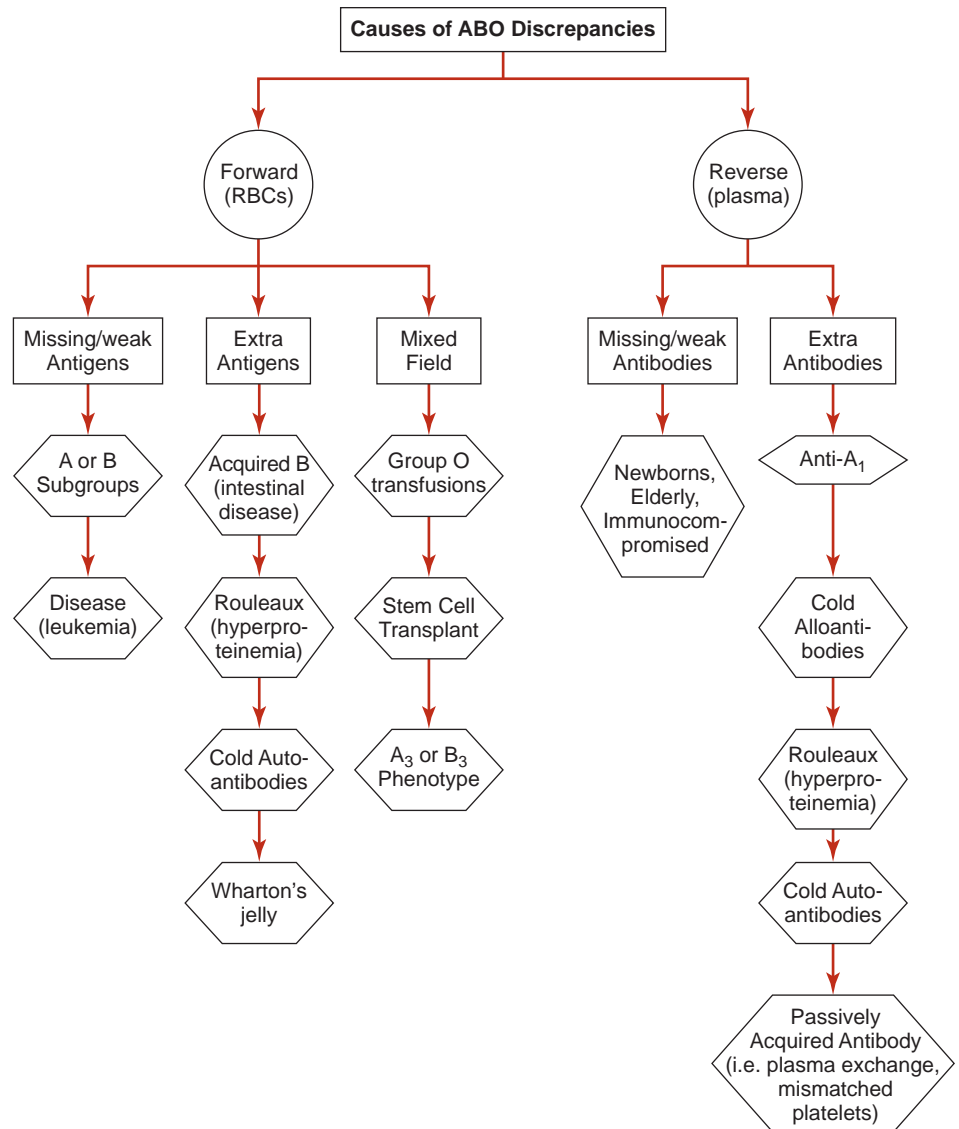 Causes of ABO Discrepancies
Forward
(RBCs)
Reverse
(plasma)
Missing/weak
Antigens
Extra
Antigens
Mixed
Field
Missing/weak
Antibodies
Extra
Antibodies
A or B
Subgroups
Disease
(leukemia)
Acquired B
(intestinal
disease)
Rouleaux
(hyperpro-
teinemia)
Cold Auto-
antibodies
Wharton's
jelly
Group O
transfusions
Stem Cell
Transplant
A₃ or B₃
Phenotype
Newborns,
Elderly,
Immunocom-
promised
Anti-A₁
Cold
Alloanti-
bodies
Rouleaux
(hyperpro-
teinemia)
Cold Auto-
antibodies
Passively
Acquired Antibody
(i.e. plasma exchange,
mismatched
platelets)